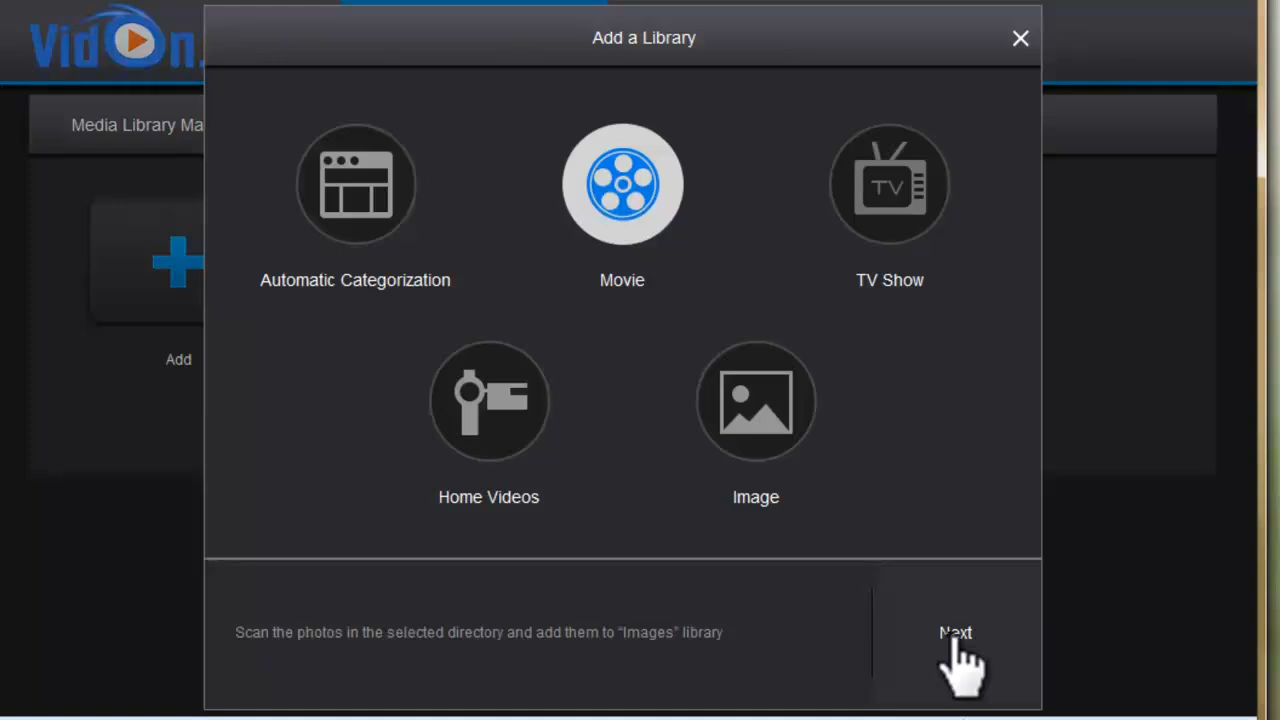 VidOn.
Add a Library
Media Library Ma
TV
Automatic Categorization
Movie
TV Show
Add
Home Videos
Image
Scan the photos in the selected directory and add them to “Images” library
Next